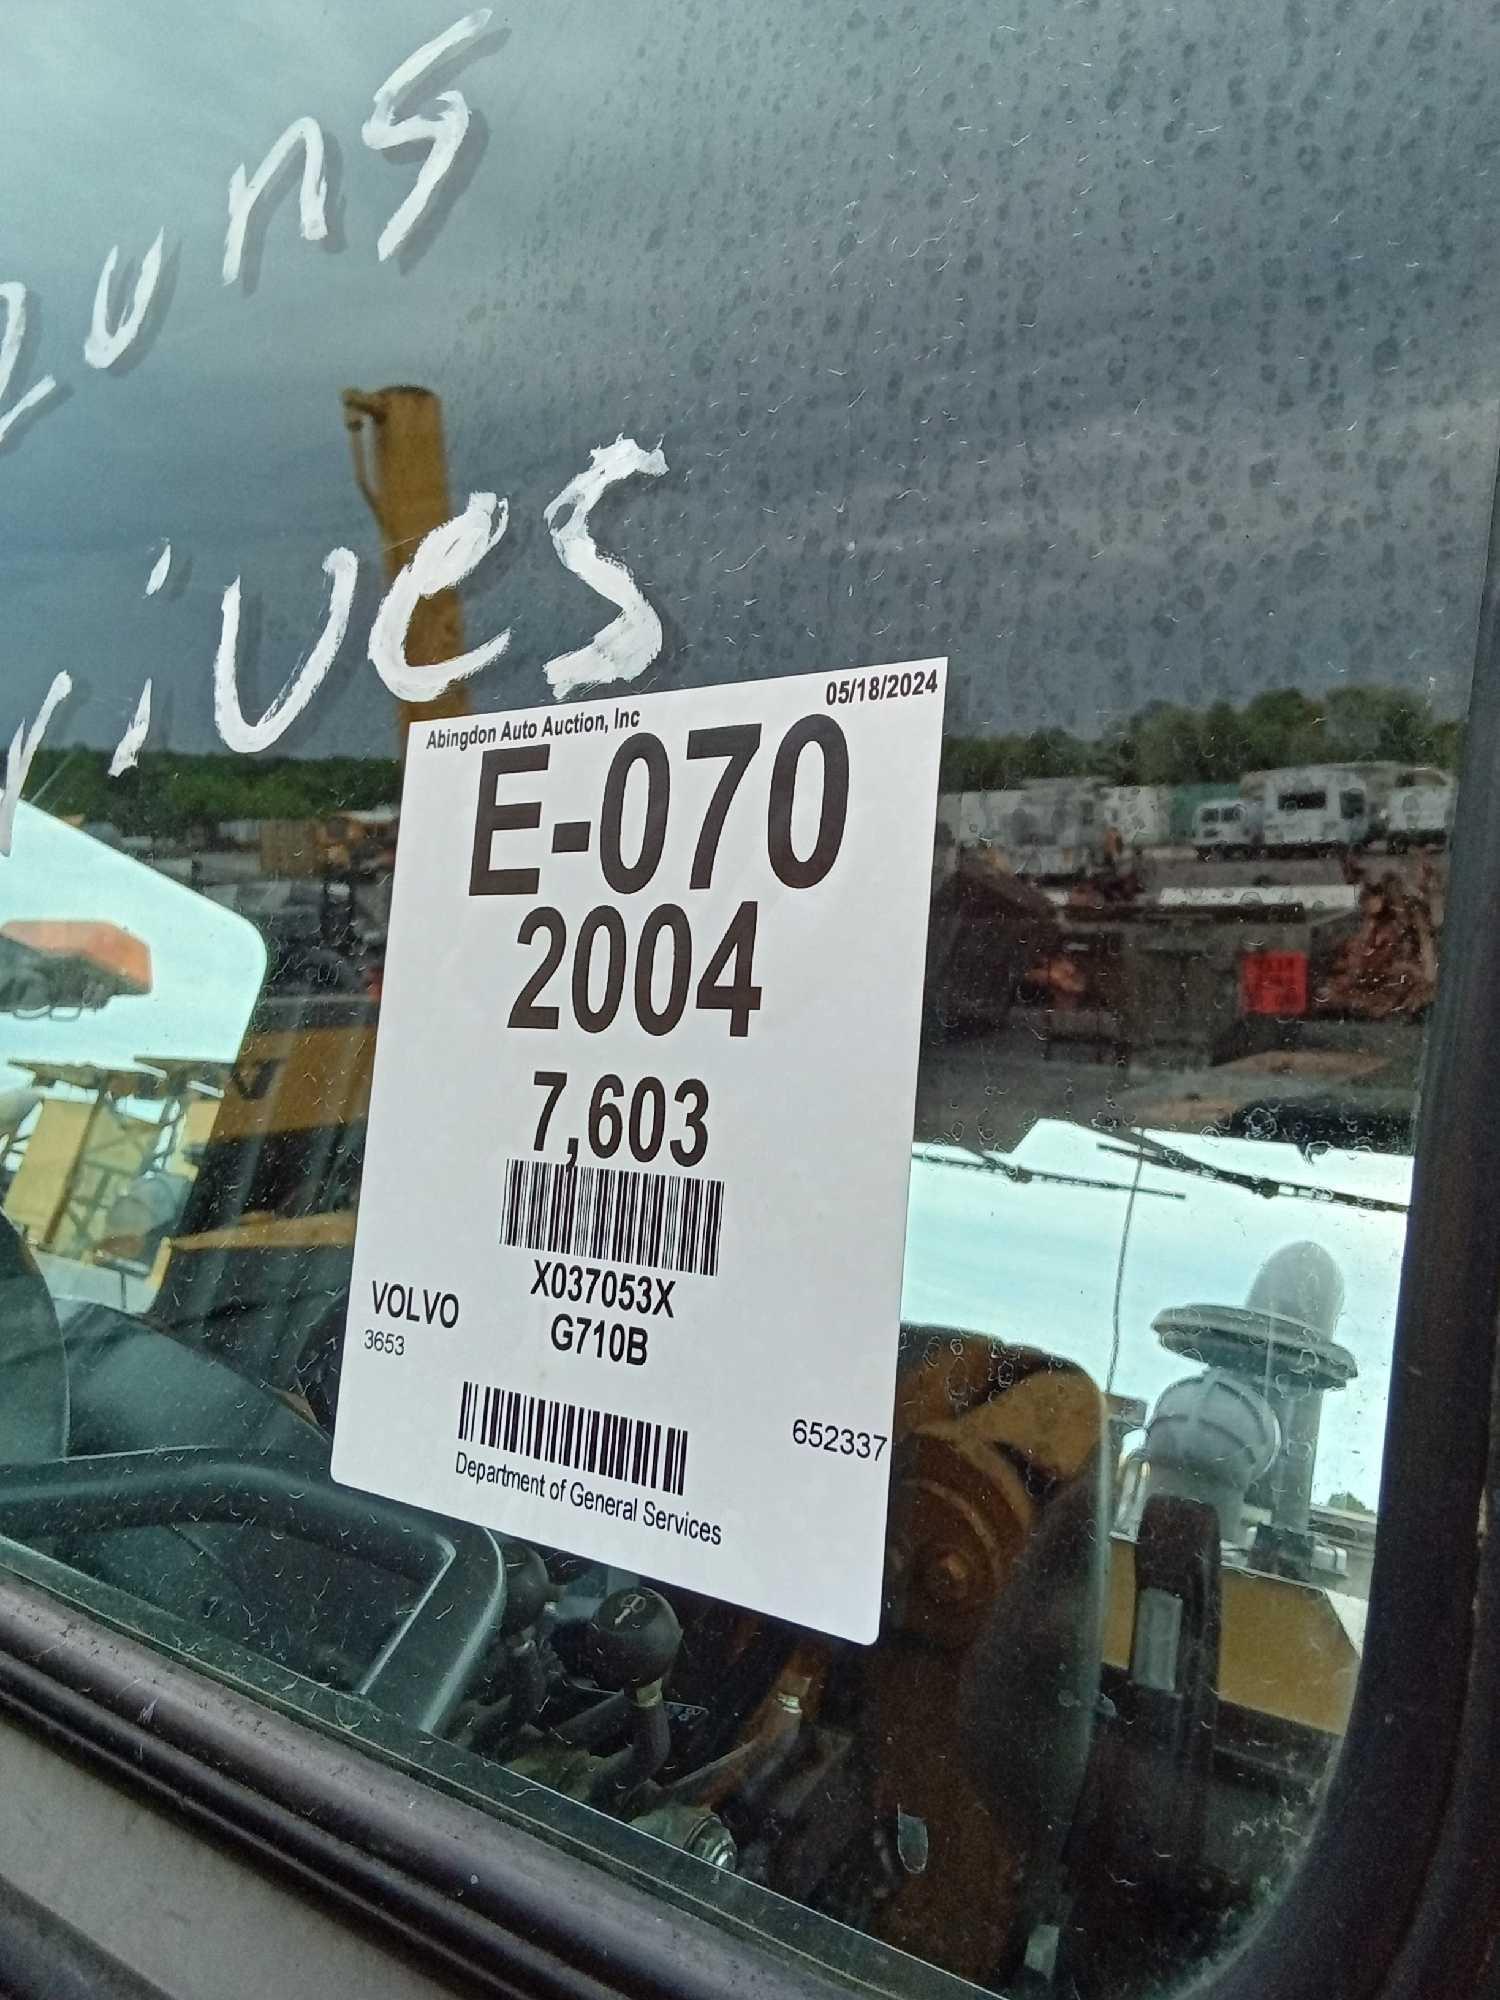 runs
Drives
Abingdon Auto Auction, Inc
05/18/2024
E-070
2004
7,603
X037053X
VOLVO
G710B
3653
652337
Department of General Services